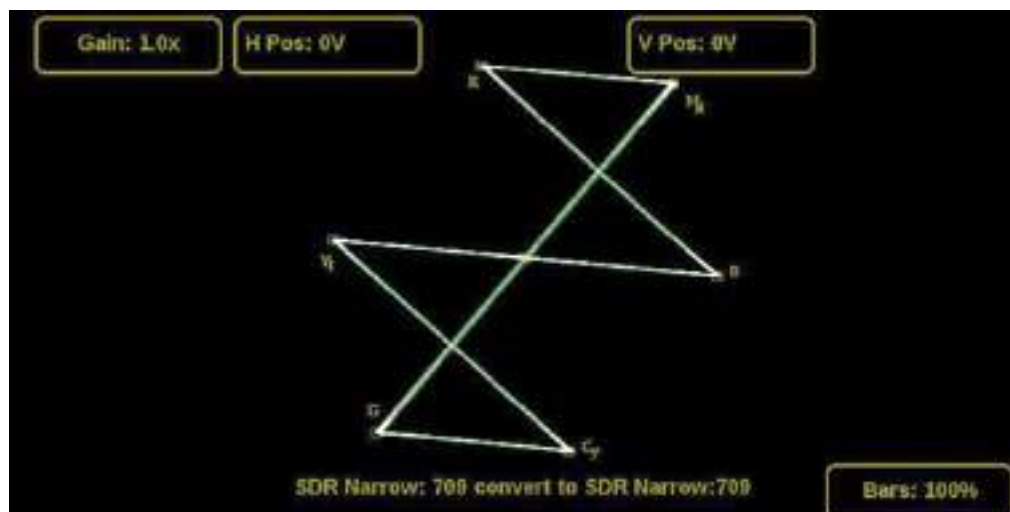 Gain: 1.0x
H Pos: 0V
V Pos: 0V
R
Mg
Yl
B
G
Cy
SDR Narrow: 709 convert to SDR Narrow:709
Bars: 100%